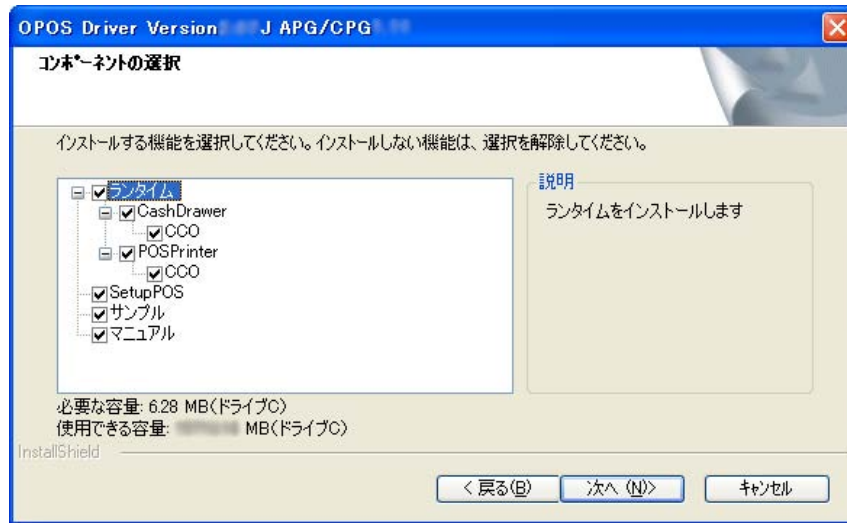 OPOS Driver Version J APG/CPG
コンポーネントの選択
インストールする機能を選択してください。インストールしない機能は、選択を解除してください。
ランタイム
CashDrawer
CCO
POSPrinter
CCO
SetupPOS
サンプル
マニュアル
説明
ランタイムをインストールします
必要な容量: 6.28 MB(ドライブC)
使用できる容量: MB(ドライブC)
InstallShield
< 戻る(B)
次へ (N)>
キャンセル